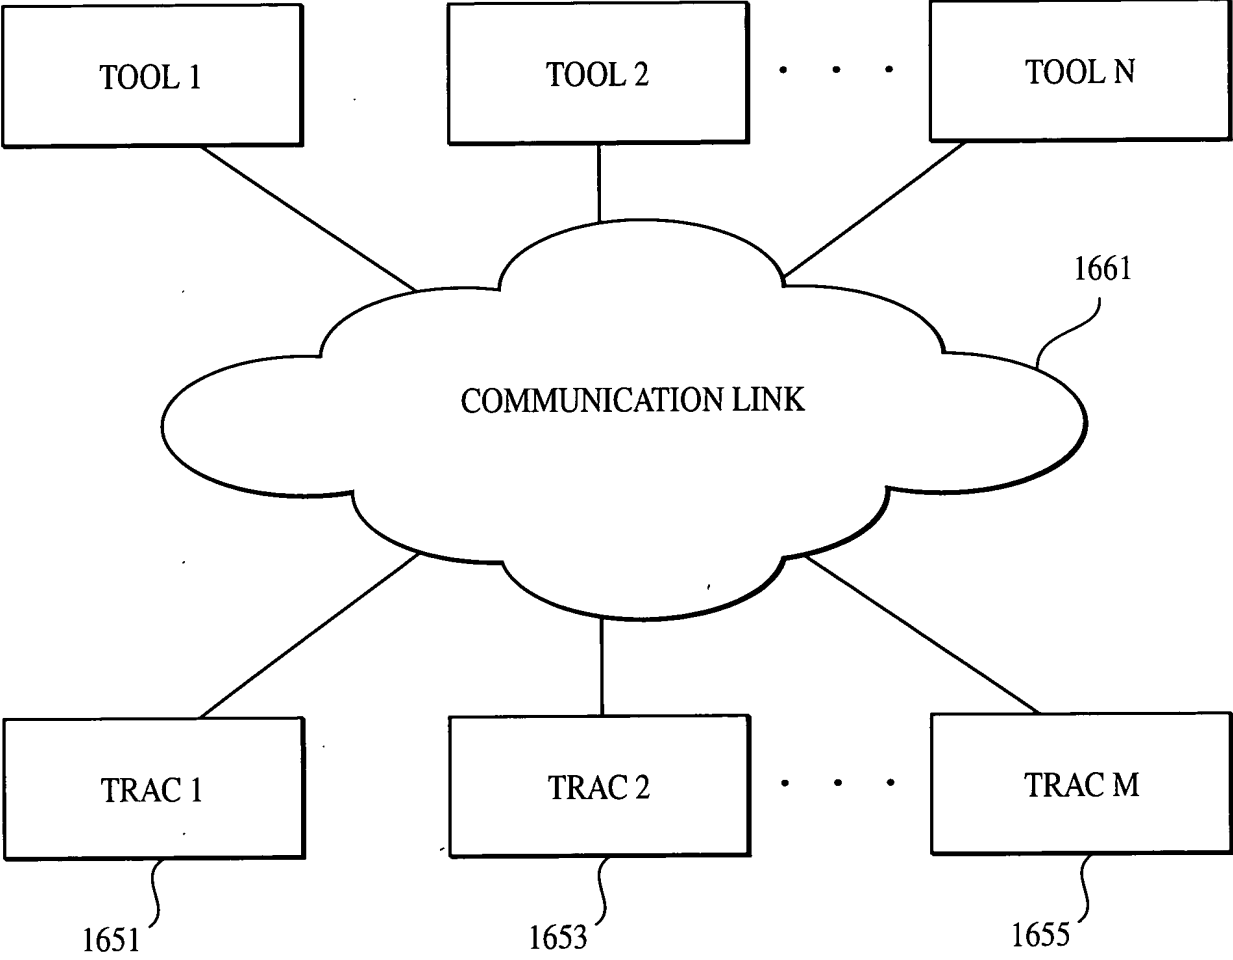 TOOL 1
TOOL 2
TOOL N
1661
COMMUNICATION LINK
TRAC 1
TRAC 2
TRAC M
1651
1653
1655